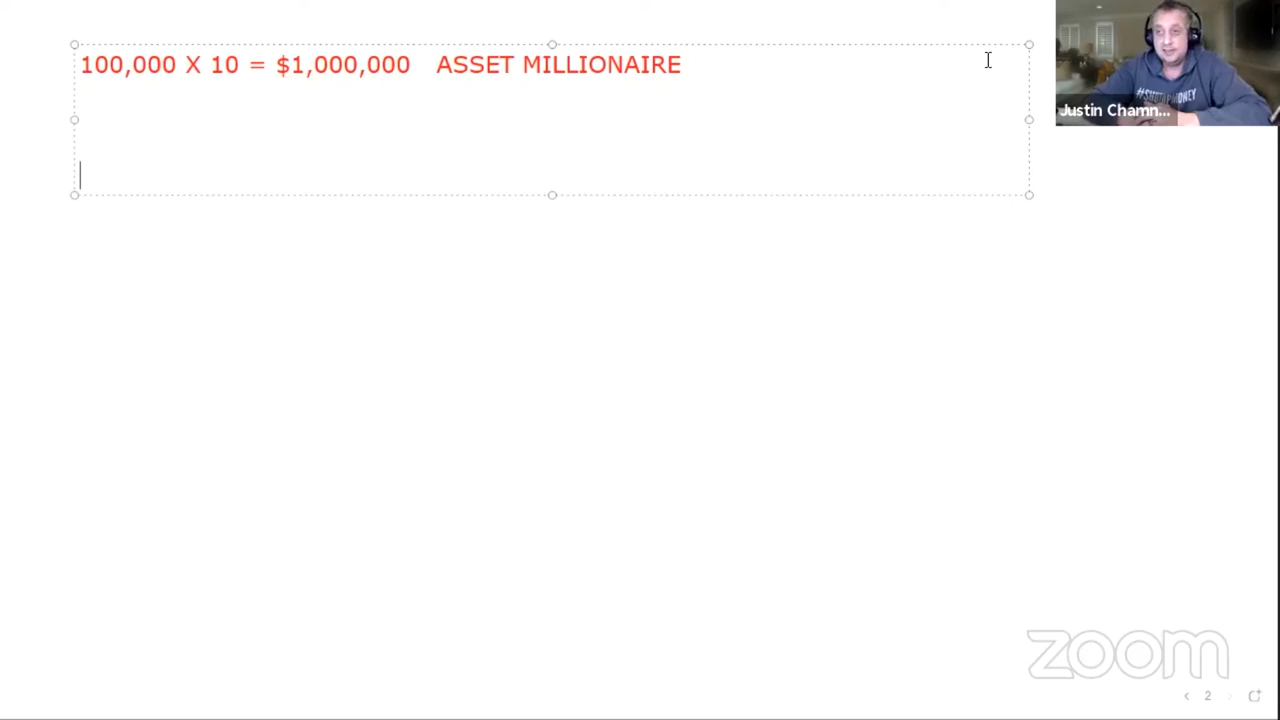 100,000 X 10 = $1,000,000 ASSET MILLIONAIRE
Justin Chamn...
zoom
2